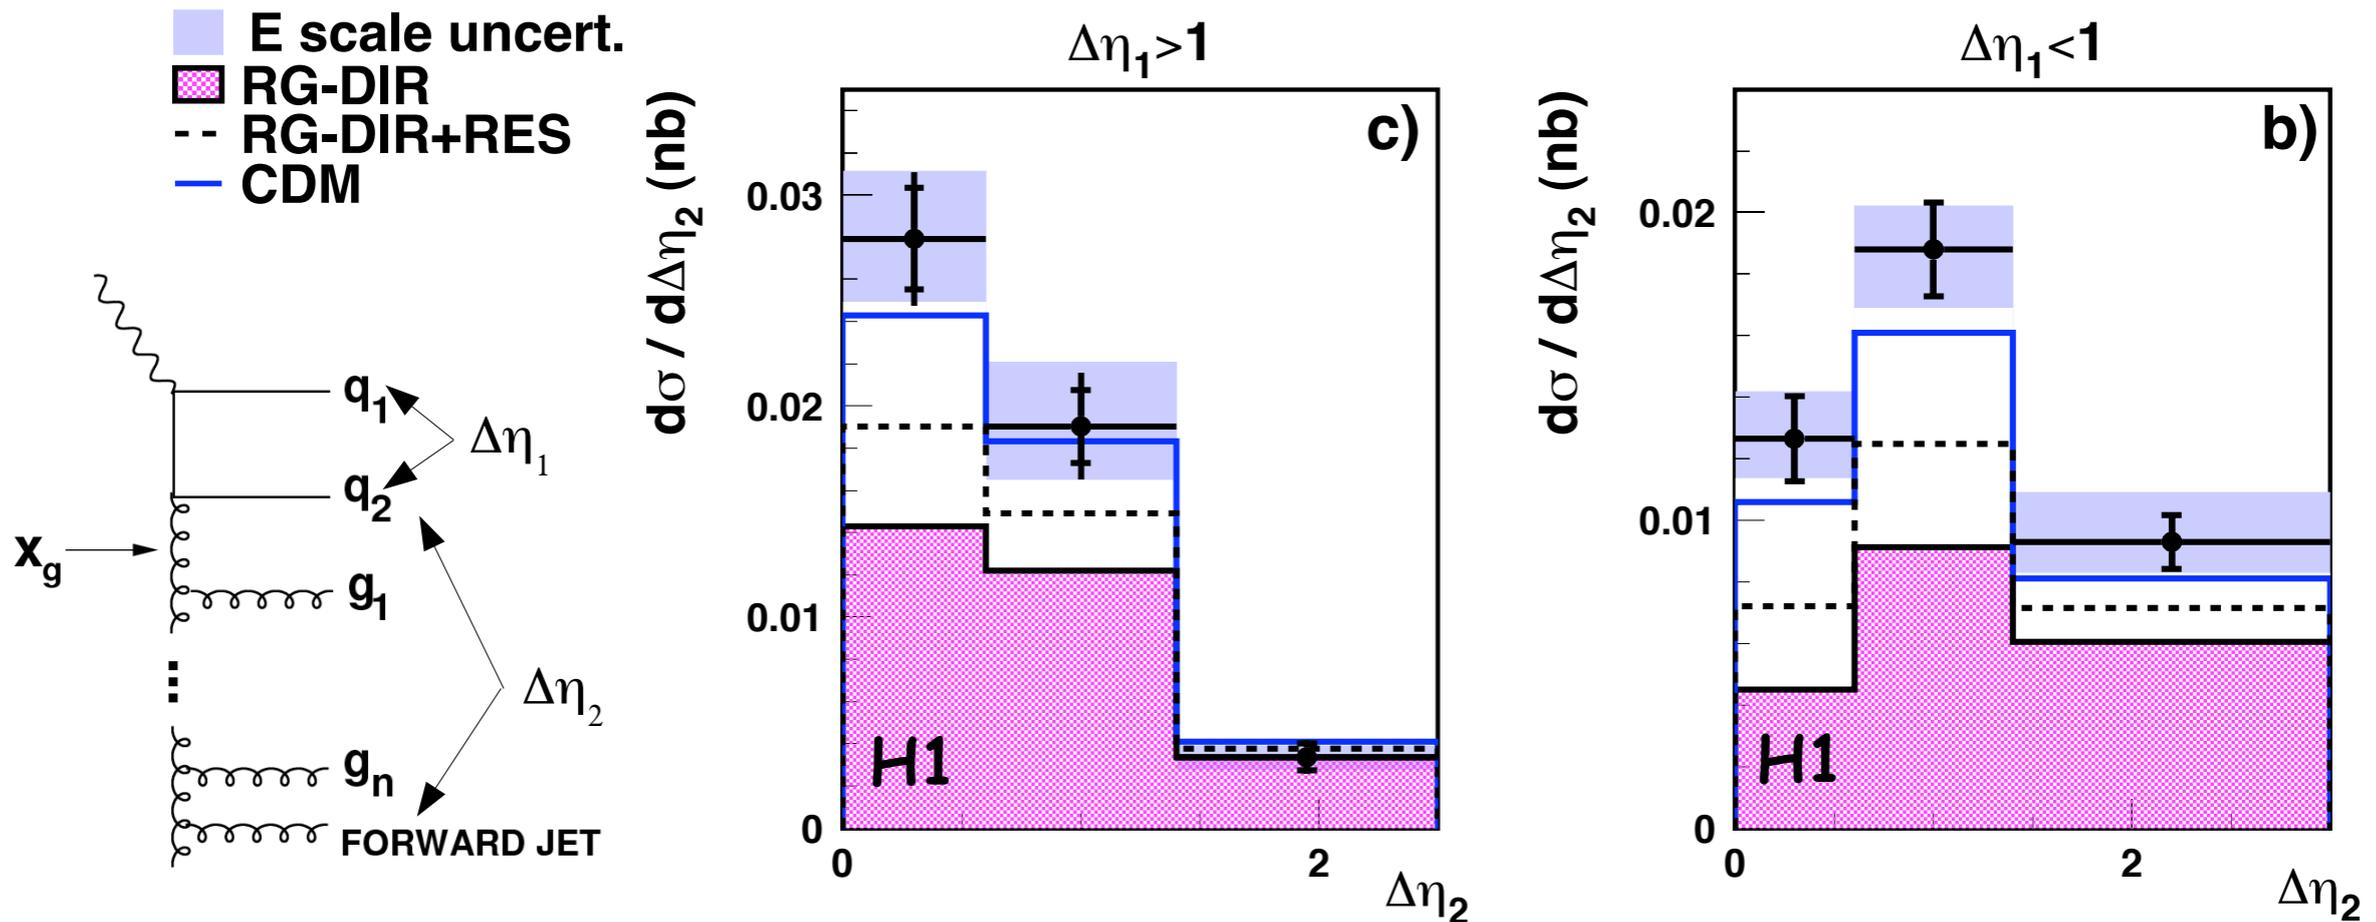 E scale uncert.
RG-DIR
RG-DIR+RES
CDM
q1
Δη1
q2
xg
g1
Δη2
gn
FORWARD JET
Δη1>1
c)
dσ / dΔη2 (nb)
0.03
0.02
0.01
0
H1
0 2
Δη2
Δη1<1
b)
dσ / dΔη2 (nb)
0.02
0.01
0
H1
0 2
Δη2